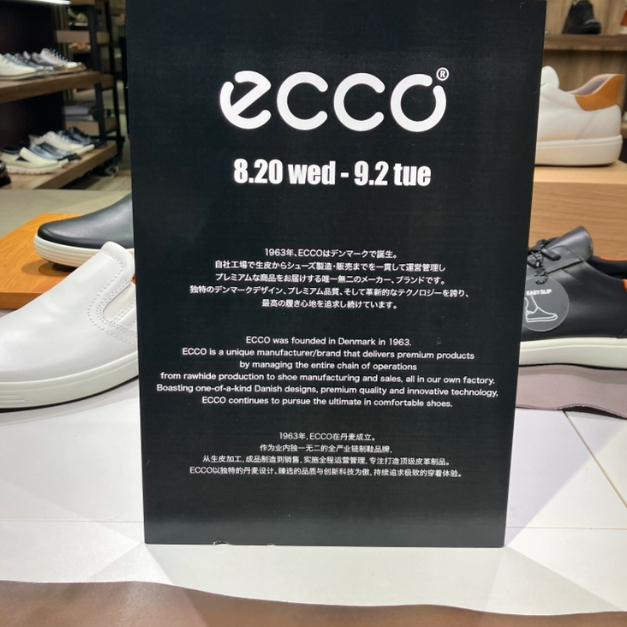 ecco®
8.20 wed - 9.2 tue
1963年、ECCOはデンマークで誕生。
自社工場で生皮からシューズ製造・販売までを一貫して運営管理し
プレミアムな商品をお届けする唯一無二のメーカー、ブランドです。
独特のデンマークデザイン、プレミアム品質、そして革新的なテクノロジーを誇り、
最高の履き心地を追求し続けています。
ECCO was founded in Denmark in 1963.
ECCO is a unique manufacturer/brand that delivers premium products
by managing the entire chain of operations
from rawhide production to shoe manufacturing and sales, all in our own factory.
Boasting one-of-a-kind Danish designs, premium quality and innovative technology,
ECCO continues to pursue the ultimate in comfortable shoes.
1963年, ECCO在丹麦成立。
作为业内独一无二的全产业链制鞋品牌,
从生皮加工, 成品制造到销售, 实施全程运营管理, 专注打造顶级皮革制品。
ECCO以独特的丹麦设计、臻选的品质与创新科技为傲, 持续追求极致的穿着体验。
EASY SLIP